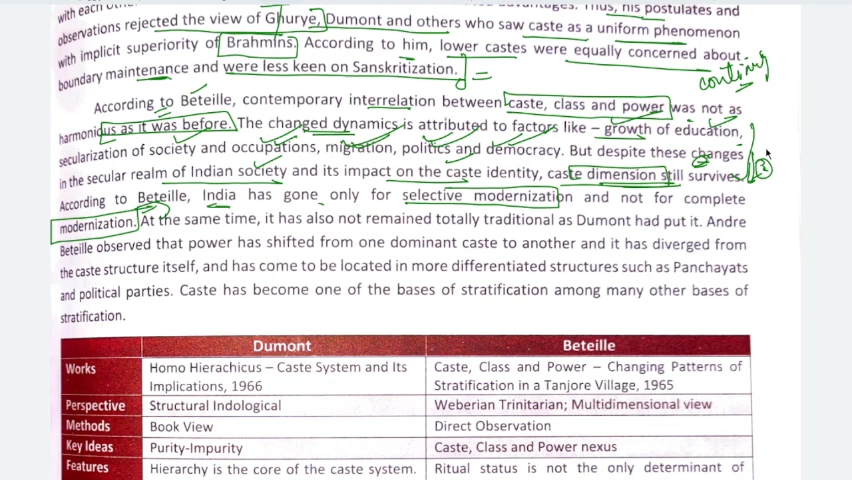 with each
Thus, his postulates and
observations rejected the view of Ghurye, Dumont and others who saw caste as a uniform phenomenon
with implicit superiority of Brahmins. According to him, lower castes were equally concerned about
boundary maintenance and were less keen on Sanskritization.
According to Beteille, contemporary interrelation between caste, class and power was not as
harmonious as it was before. The changed dynamics is attributed to factors like – growth of education,
secularization of society and occupations, migration, politics and democracy. But despite these changes
in the secular realm of Indian society and its impact on the caste identity, caste dimension still survives.
According to Beteille, India has gone only for selective modernization and not for complete
modernization. At the same time, it has also not remained totally traditional as Dumont had put it. Andre
Beteille observed that power has shifted from one dominant caste to another and it has diverged from
the caste structure itself, and has come to be located in more differentiated structures such as Panchayats
and political parties. Caste has become one of the bases of stratification among many other bases of
stratification.
Dumont Beteille
Works Homo Hierachicus – Caste System and Its Caste, Class and Power – Changing Patterns of
Implications, 1966 Stratification in a Tanjore Village, 1965
Perspective Structural Indological Weberian Trinitarian; Multidimensional view
Methods Book View Direct Observation
Key Ideas Purity-Impurity Caste, Class and Power nexus
Features Hierarchy is the core of the caste system. Ritual status is not the only determinant of